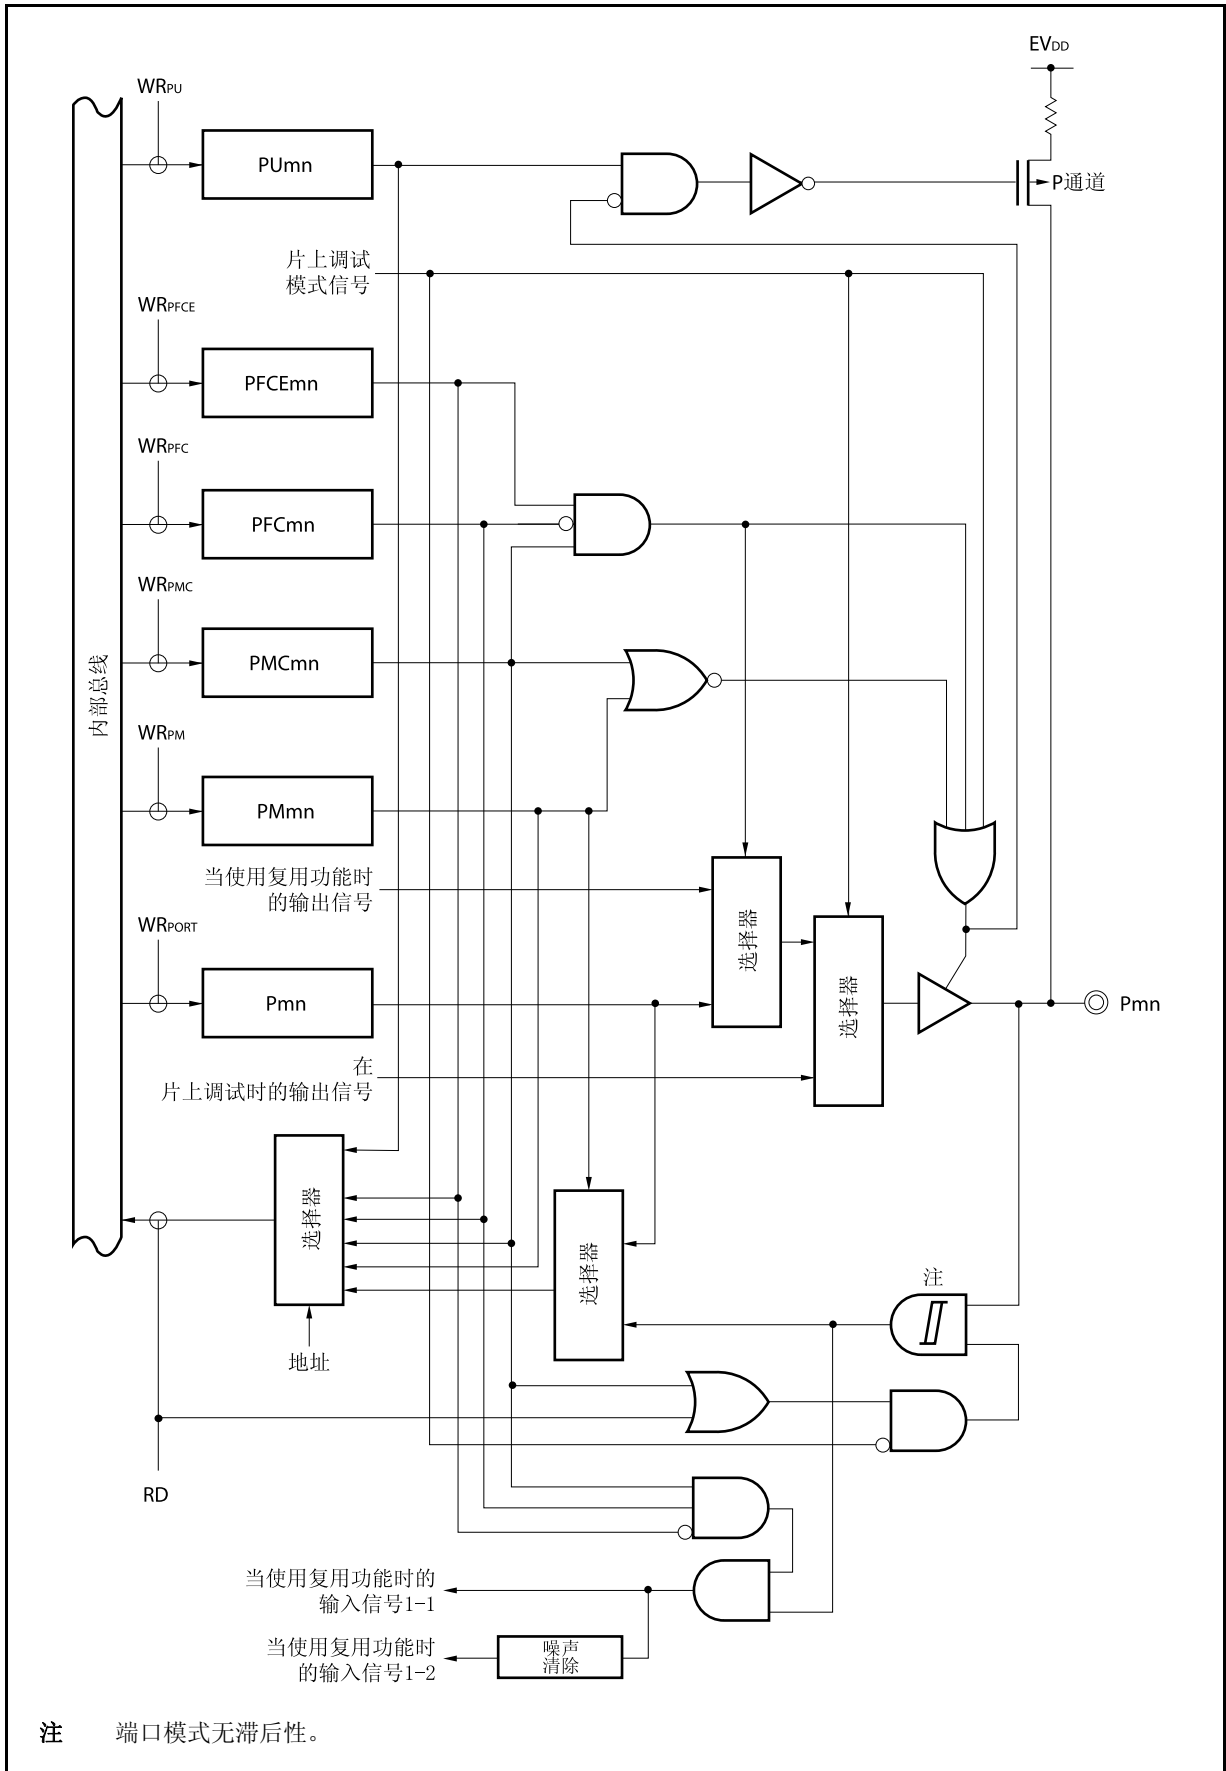 EVDD
WRPU
PUmn
P通道
片上调试
模式信号
WRPFCE
PFCEmn
WRPFC
PFCmn
WRPMC
PMCmn
内部总线
WRPM
PMmn
当使用复用功能时
的输出信号
选择器
WRPORT
Pmn
选择器
Pmn
在
片上调试时的输出信号
选择器
选择器
注
地址
RD
当使用复用功能时的
输入信号1-1
当使用复用功能时
的输入信号1-2
噪声
清除
注 端口模式无滞后性。